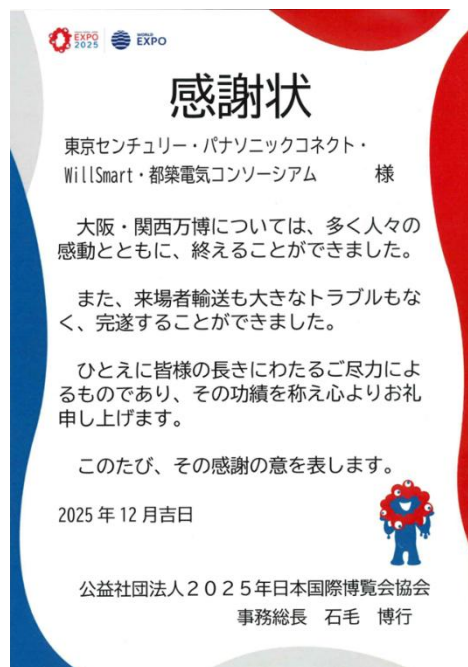 EXPO
2025
WORLD
EXPO
感謝状
東京センチュリー・パナソニックコネクト・
WillSmart・都築電気コンソーシアム 様
大阪・関西万博については、多く人々の
感動とともに、終えることができました。
また、来場者輸送も大きなトラブルもな
く、完遂することができました。
ひとえに皆様の長きにわたるご尽力によ
るものであり、その功績を称え心よりお礼
申し上げます。
このたび、その感謝の意を表します。
2025年12月吉日
公益社団法人２０２５年日本国際博覧会協会
事務総長 石毛 博行